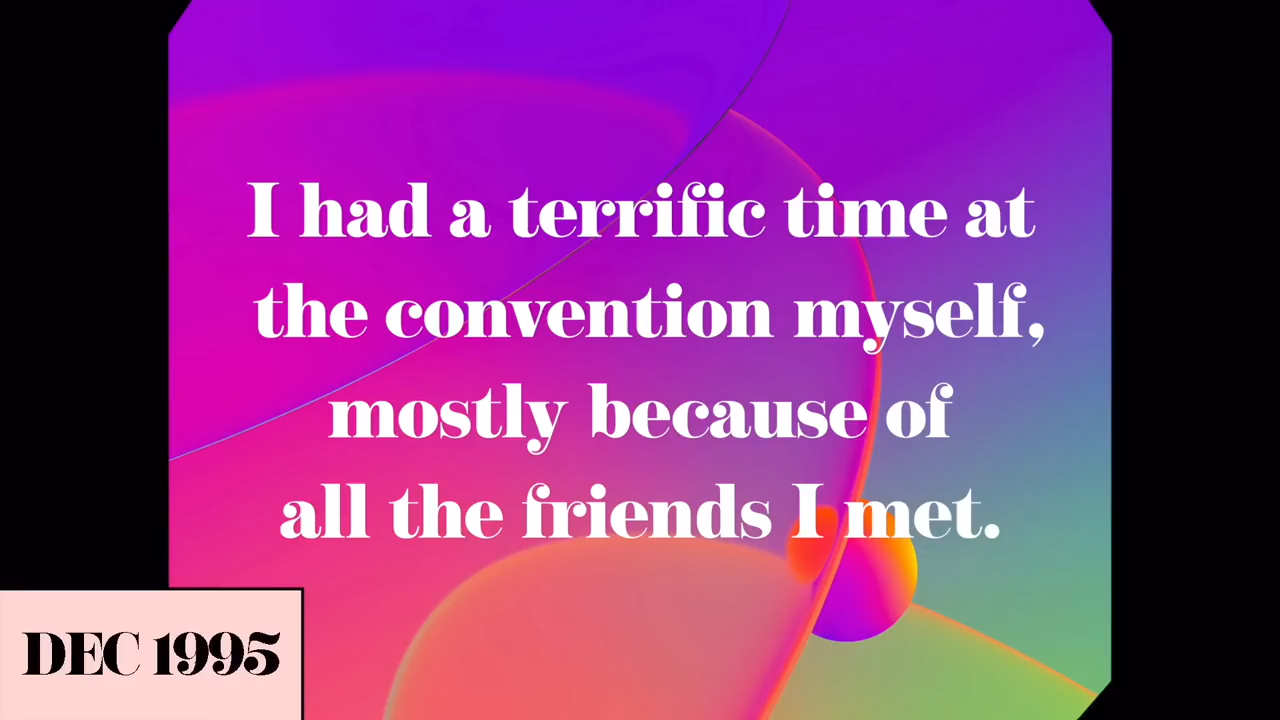 I had a terrific time at
the convention myself,
mostly because of
all the friends I met.
DEC 1995